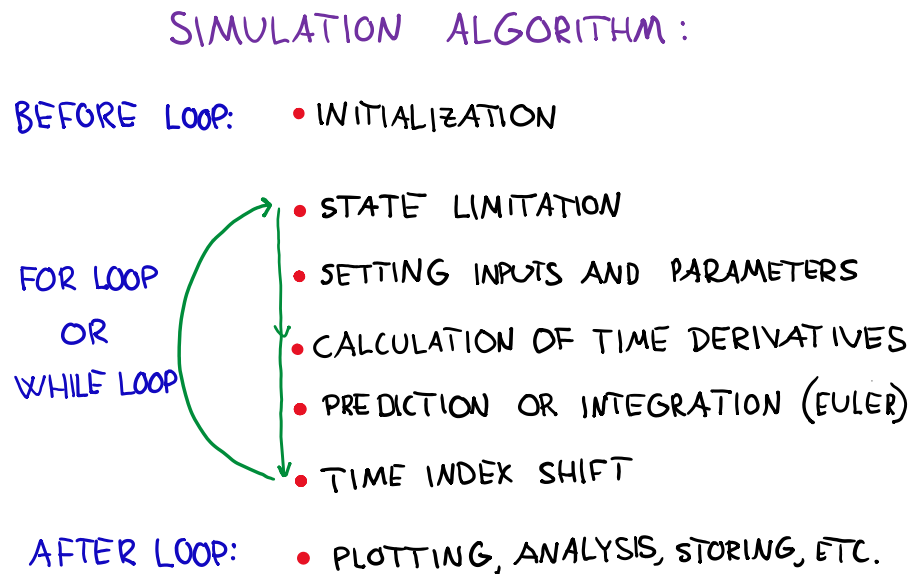 SIMULATION ALGORITHM:
BEFORE LOOP: • INITIALIZATION
• STATE LIMITATION
FOR LOOP • SETTING INPUTS AND PARAMETERS
OR • CALCULATION OF TIME DERIVATIVES
WHILE LOOP • PREDICTION OR INTEGRATION (EULER)
• TIME INDEX SHIFT
AFTER LOOP: • PLOTTING, ANALYSIS, STORING, ETC.